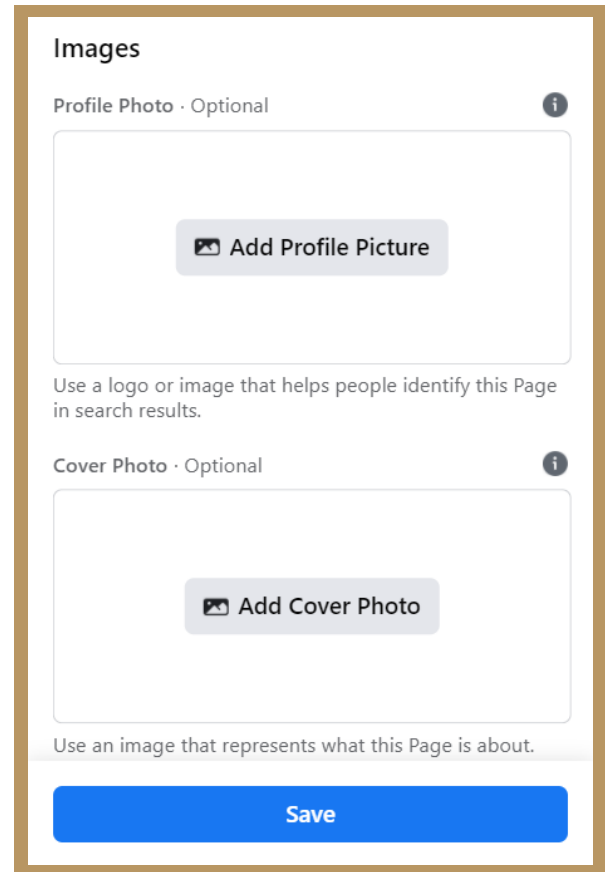 Images
Profile Photo · Optional
Add Profile Picture
Use a logo or image that helps people identify this Page
in search results.
Cover Photo · Optional
Add Cover Photo
Use an image that represents what this Page is about.
Save